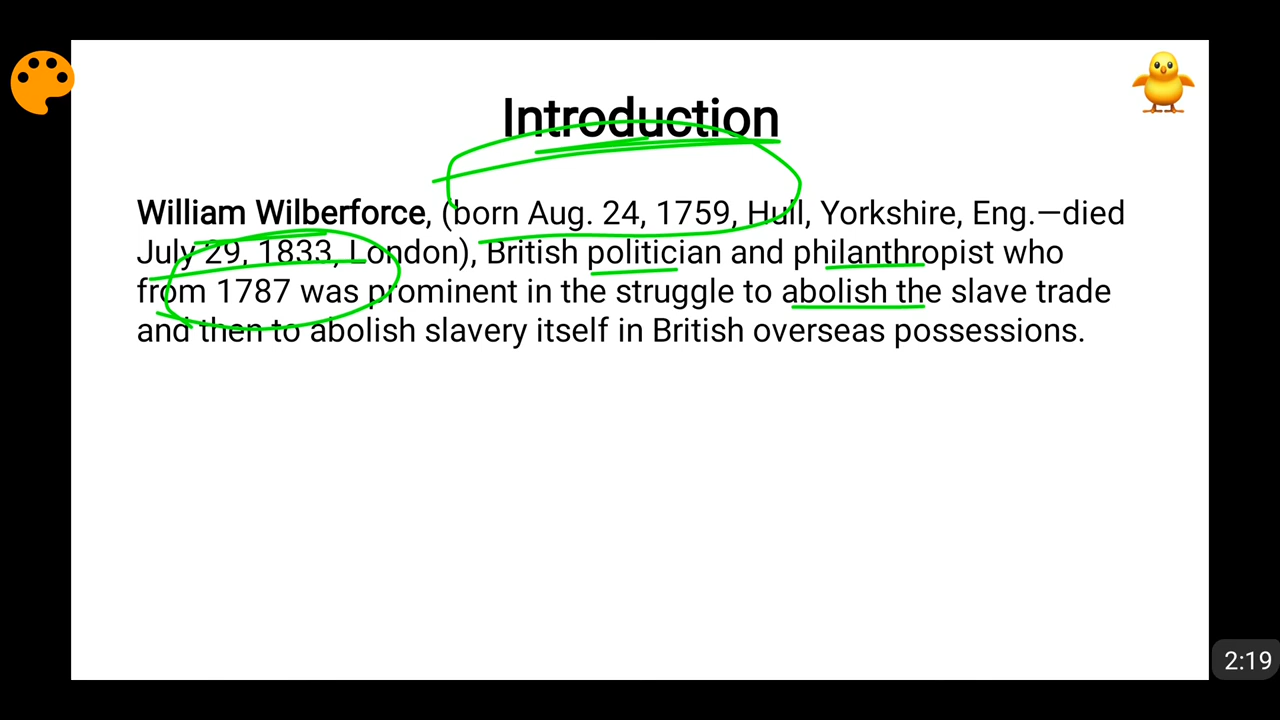 Introduction
William Wilberforce, (born Aug. 24, 1759, Hull, Yorkshire, Eng.—died
July 29, 1833, London), British politician and philanthropist who
from 1787 was prominent in the struggle to abolish the slave trade
and then to abolish slavery itself in British overseas possessions.
2:19